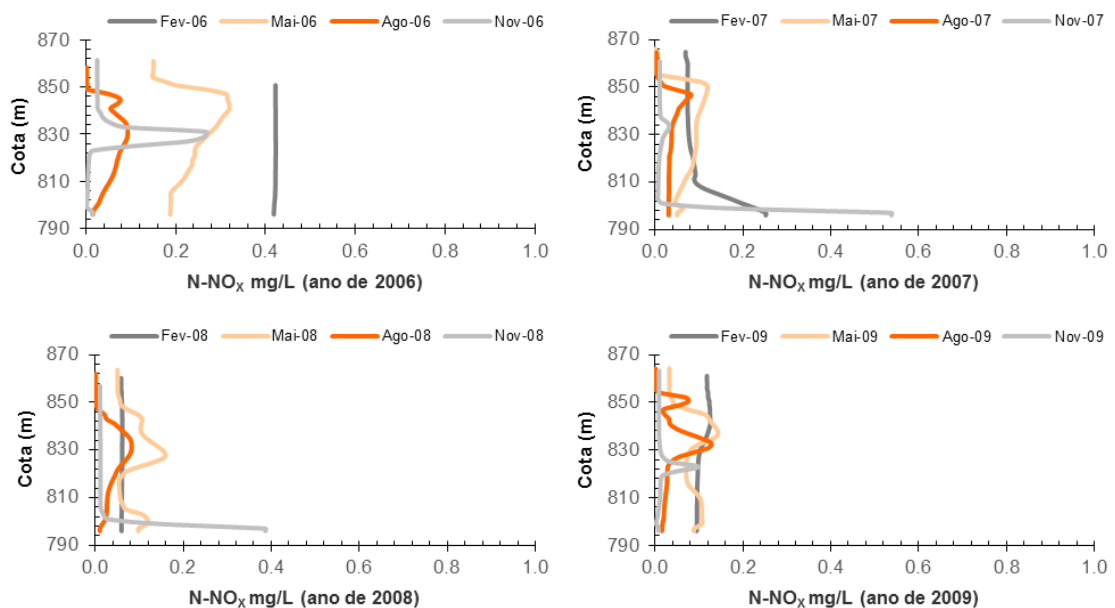 Fev-06 Mai-06 Ago-06 Nov-06
870
850
830
810
790
Cota (m)
0.0 0.2 0.4 0.6 0.8 1.0
N-NOX mg/L (ano de 2006)
Fev-07 Mai-07 Ago-07 Nov-07
870
850
830
810
790
Cota (m)
0.0 0.2 0.4 0.6 0.8 1.0
N-NOX mg/L (ano de 2007)
Fev-08 Mai-08 Ago-08 Nov-08
870
850
830
810
790
Cota (m)
0.0 0.2 0.4 0.6 0.8 1.0
N-NOX mg/L (ano de 2008)
Fev-09 Mai-09 Ago-09 Nov-09
870
850
830
810
790
Cota (m)
0.0 0.2 0.4 0.6 0.8 1.0
N-NOX mg/L (ano de 2009)